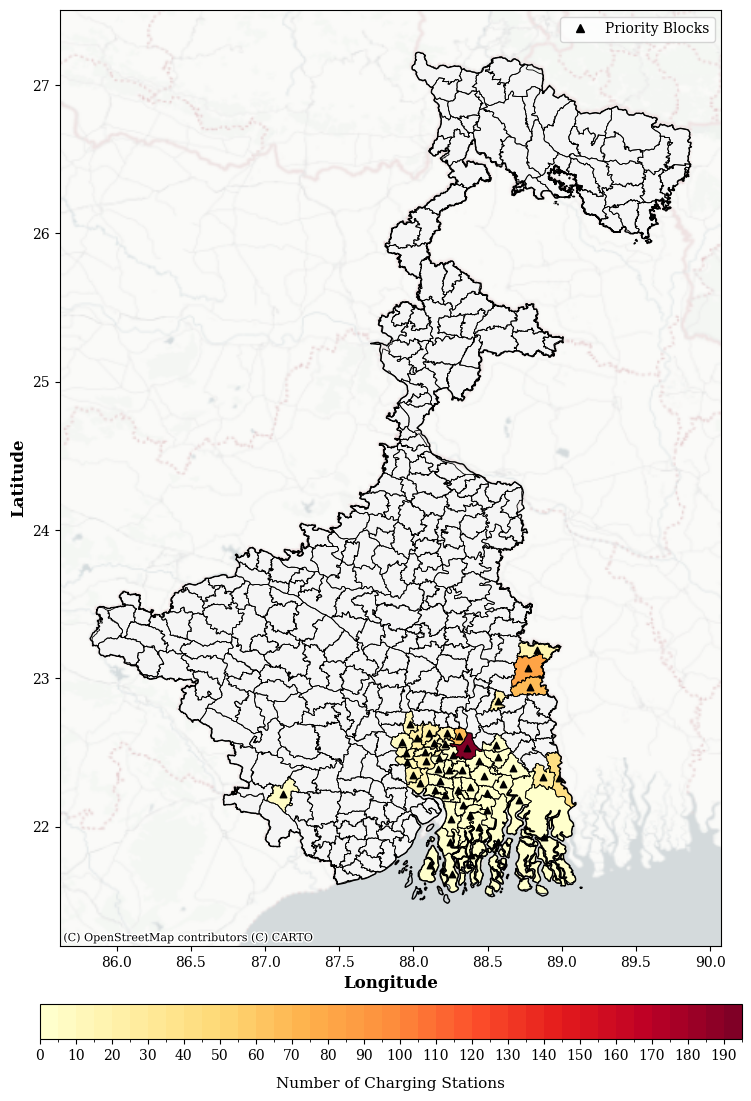 Priority Blocks
27
26
25
24
23
22
Latitude
(C) OpenStreetMap contributors (C) CARTO
86.0 86.5 87.0 87.5 88.0 88.5 89.0 89.5 90.0
Longitude
0 10 20 30 40 50 60 70 80 90 100 110 120 130 140 150 160 170 180 190
Number of Charging Stations